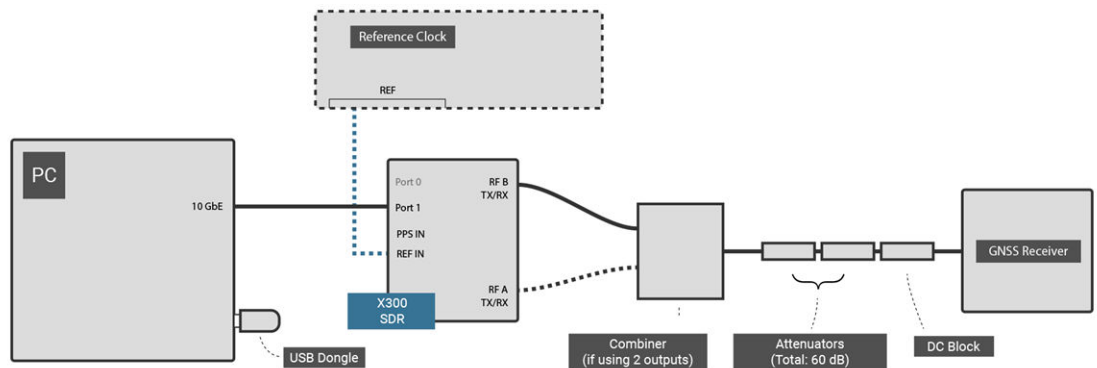 Reference Clock
REF
PC
10 GbE
Port 0
Port 1
PPS IN
REF IN
RF B
TX/RX
RF A
TX/RX
X300
SDR
GNSS Receiver
USB Dongle
Combiner
(if using 2 outputs)
Attenuators
(Total: 60 dB)
DC Block